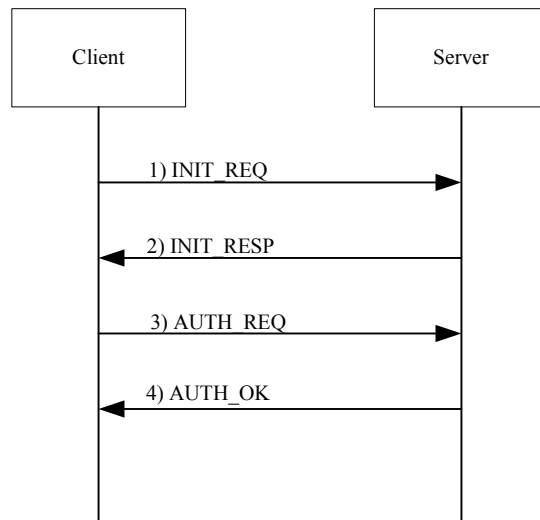 Client
Server
1) INIT_REQ
2) INIT_RESP
3) AUTH_REQ
4) AUTH_OK